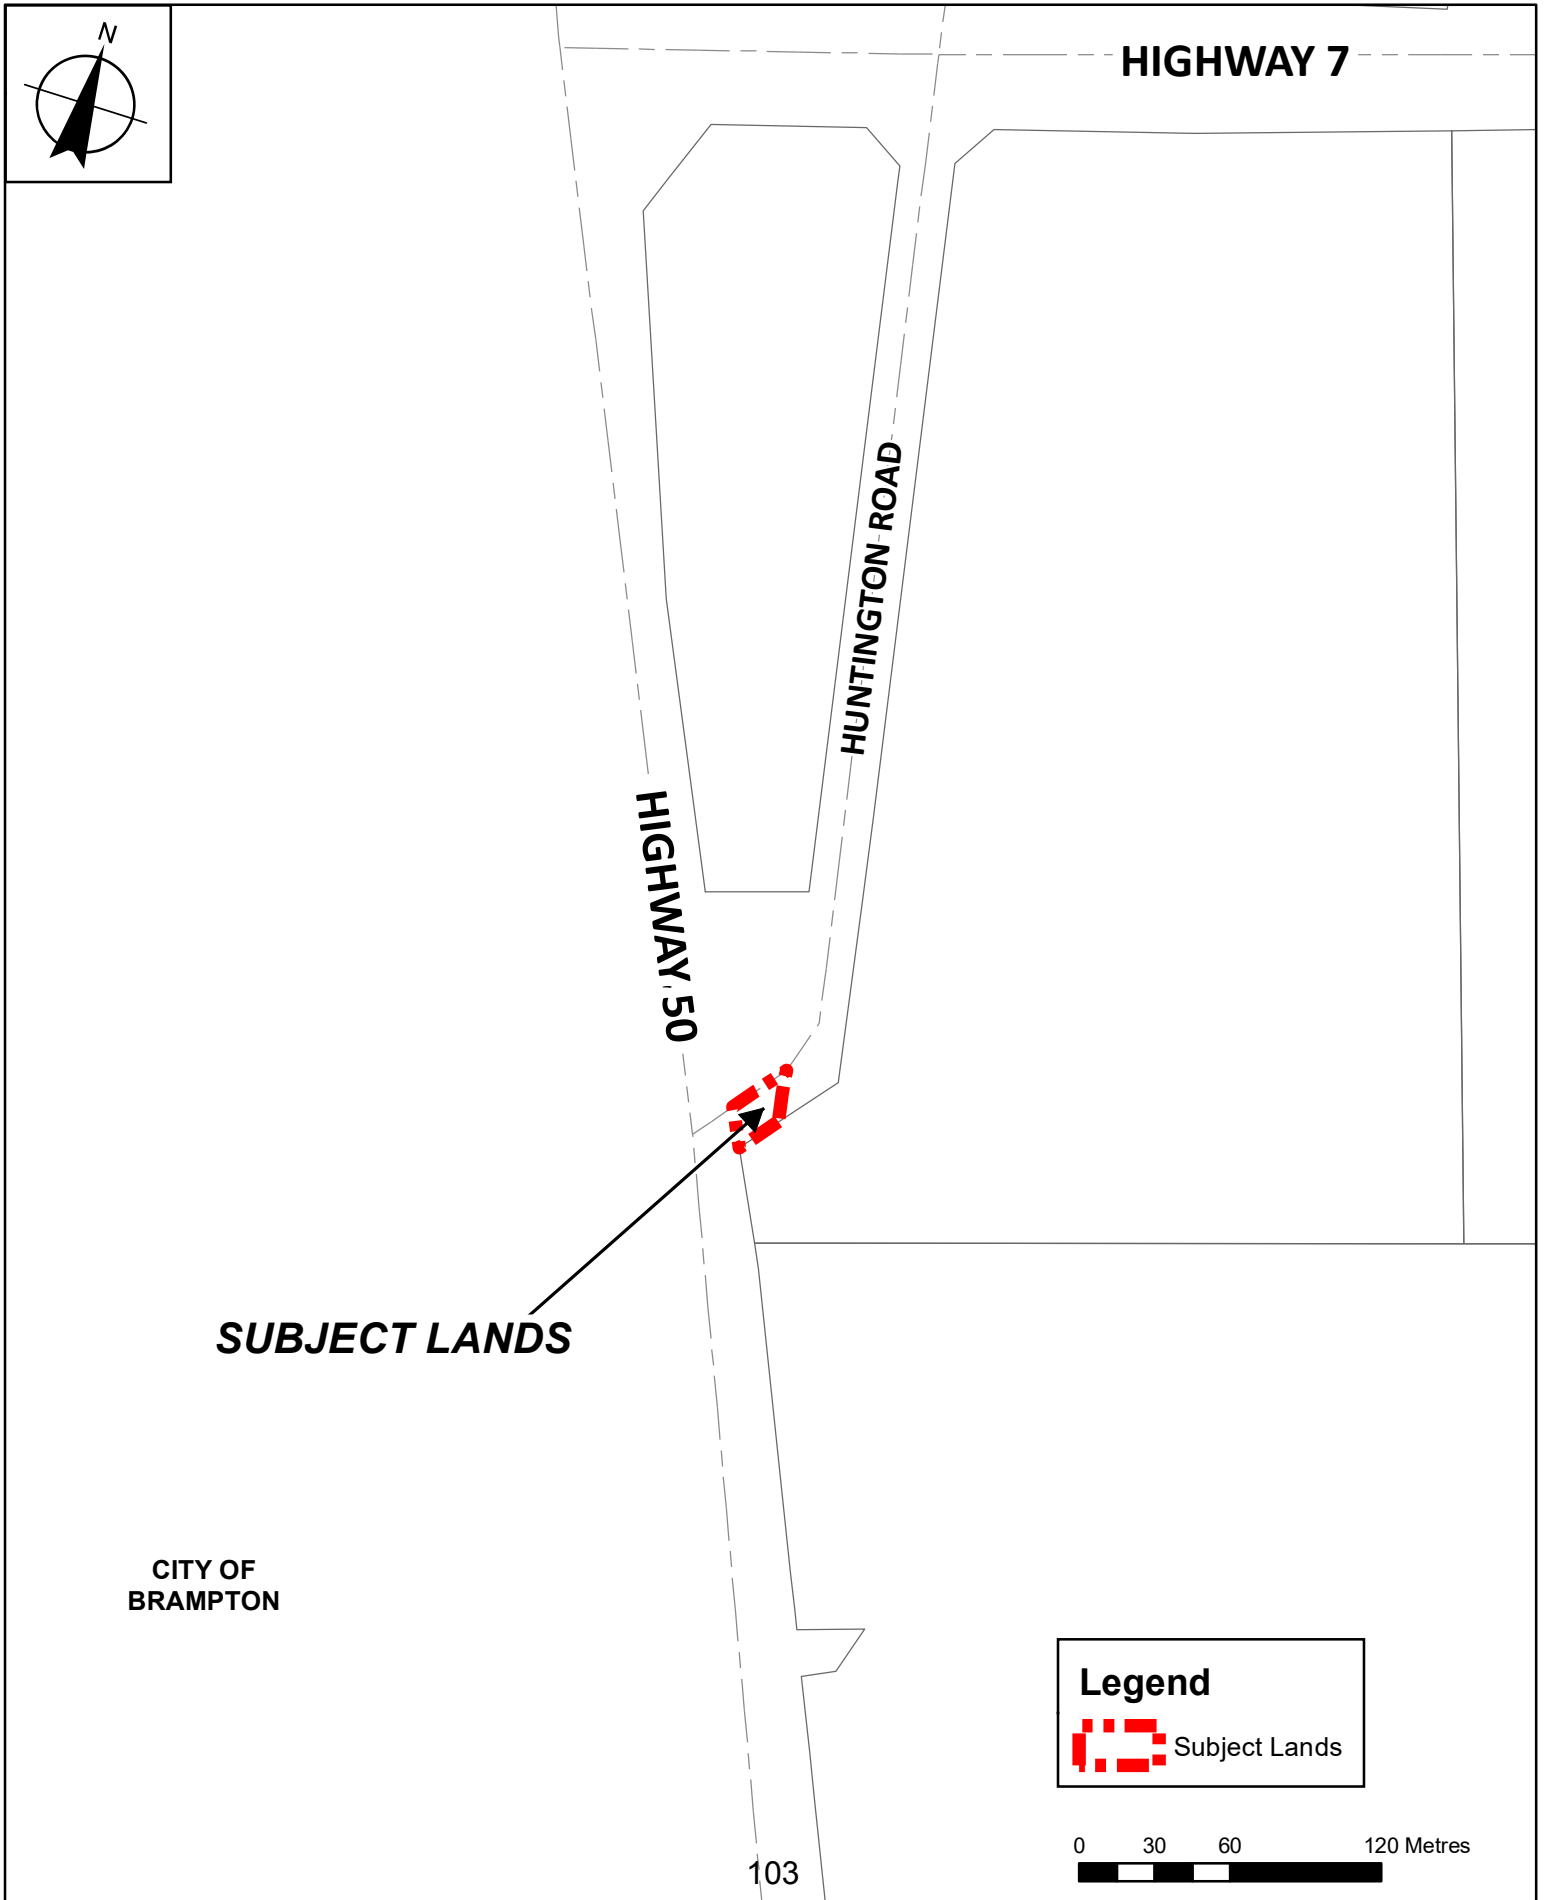 N
HIGHWAY 7
HUNTINGTON ROAD
HIGHWAY 50
SUBJECT LANDS
CITY OF
BRAMPTON
Legend
Subject Lands
0 30 60 120 Metres
103